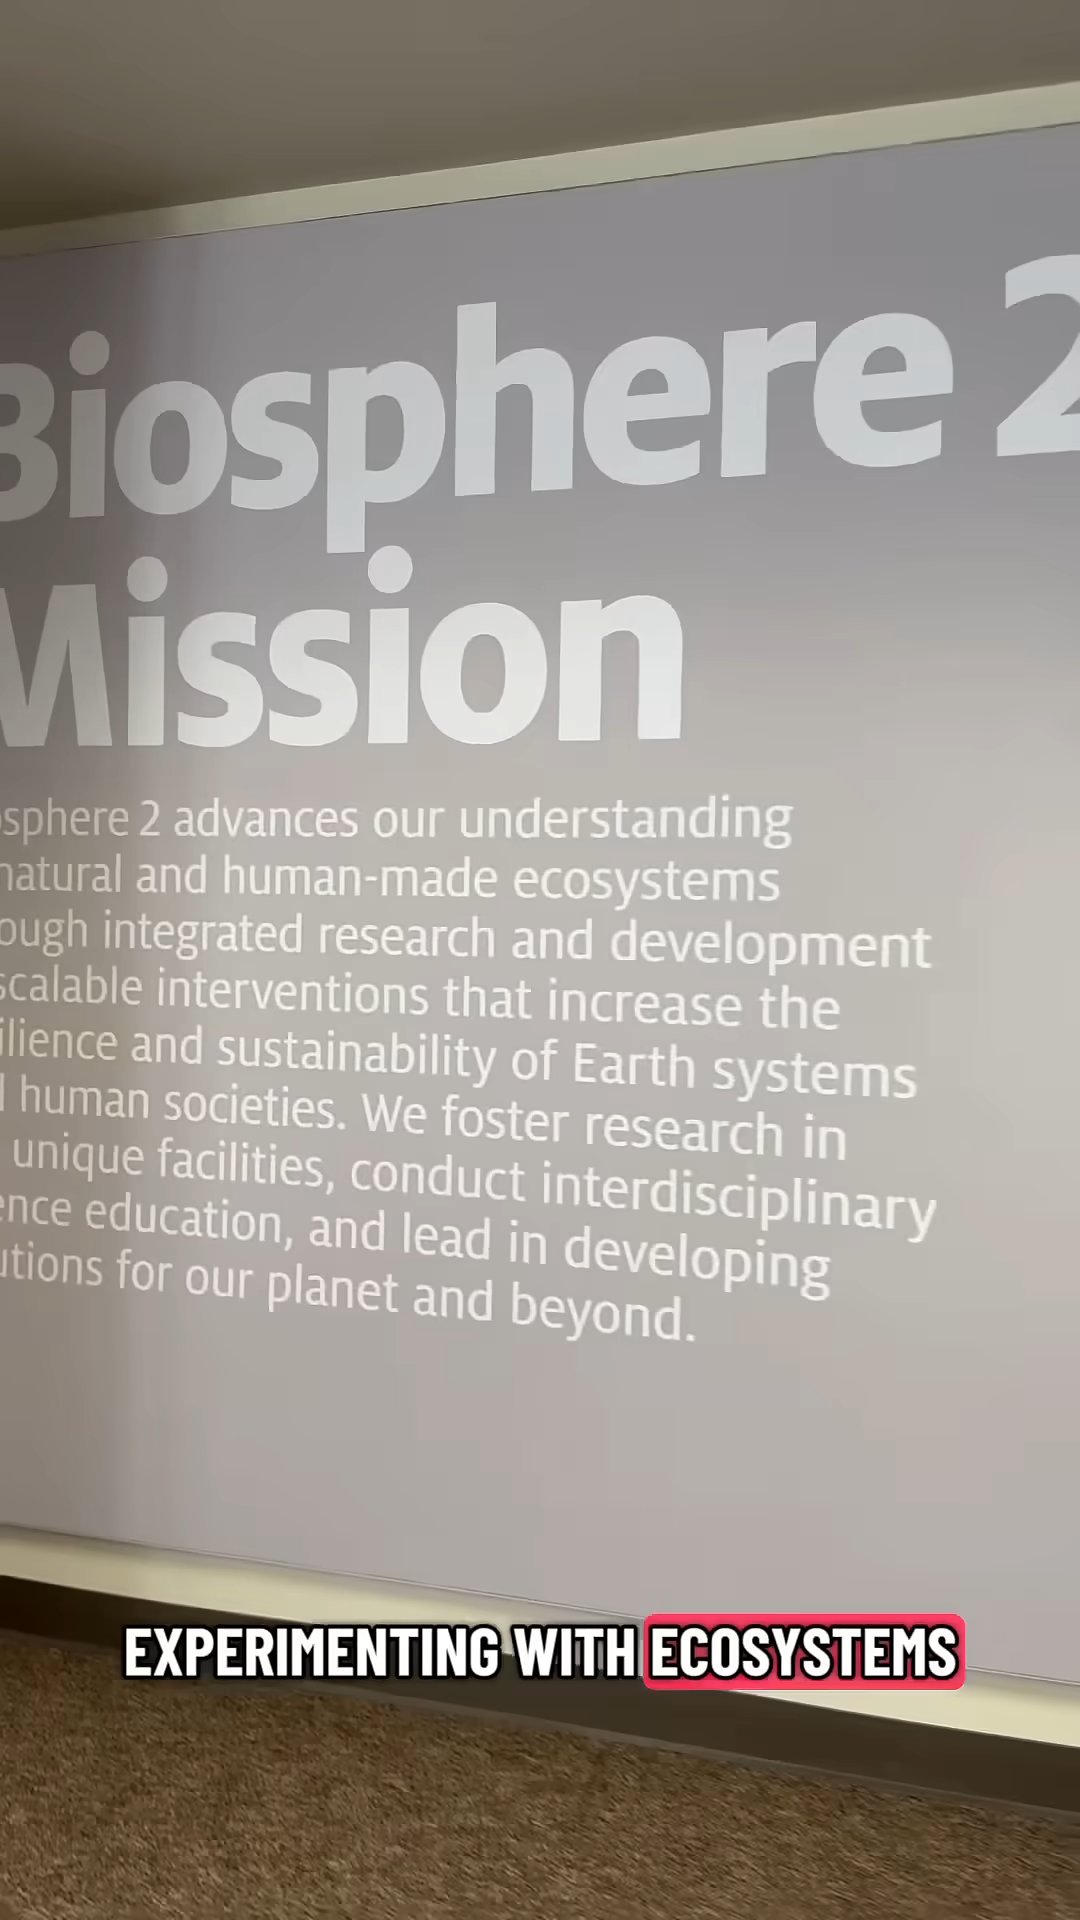 Biosphere 2
Mission
osphere 2 advances our understanding
natural and human-made ecosystems
ough integrated research and development
scalable interventions that increase the
ilience and sustainability of Earth systems
human societies. We foster research in
unique facilities, conduct interdisciplinary
ence education, and lead in developing
utions for our planet and beyond.
EXPERIMENTING WITH ECOSYSTEMS